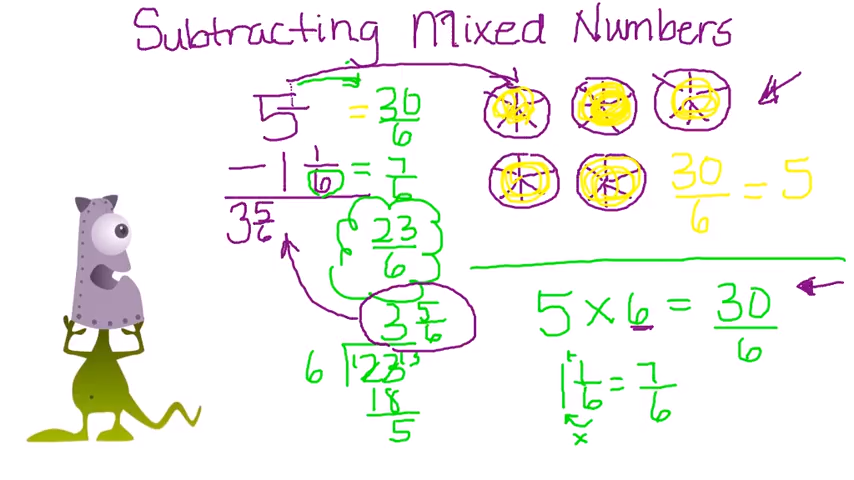 Subtracting Mixed Numbers
5 = 30/6
- 1 1/6 = 7/6
3 5/6
23/6
3 5/6
6 23
18
5
30/6 = 5
5 x 6 = 30/6
1 1/6 = 7/6
+
x